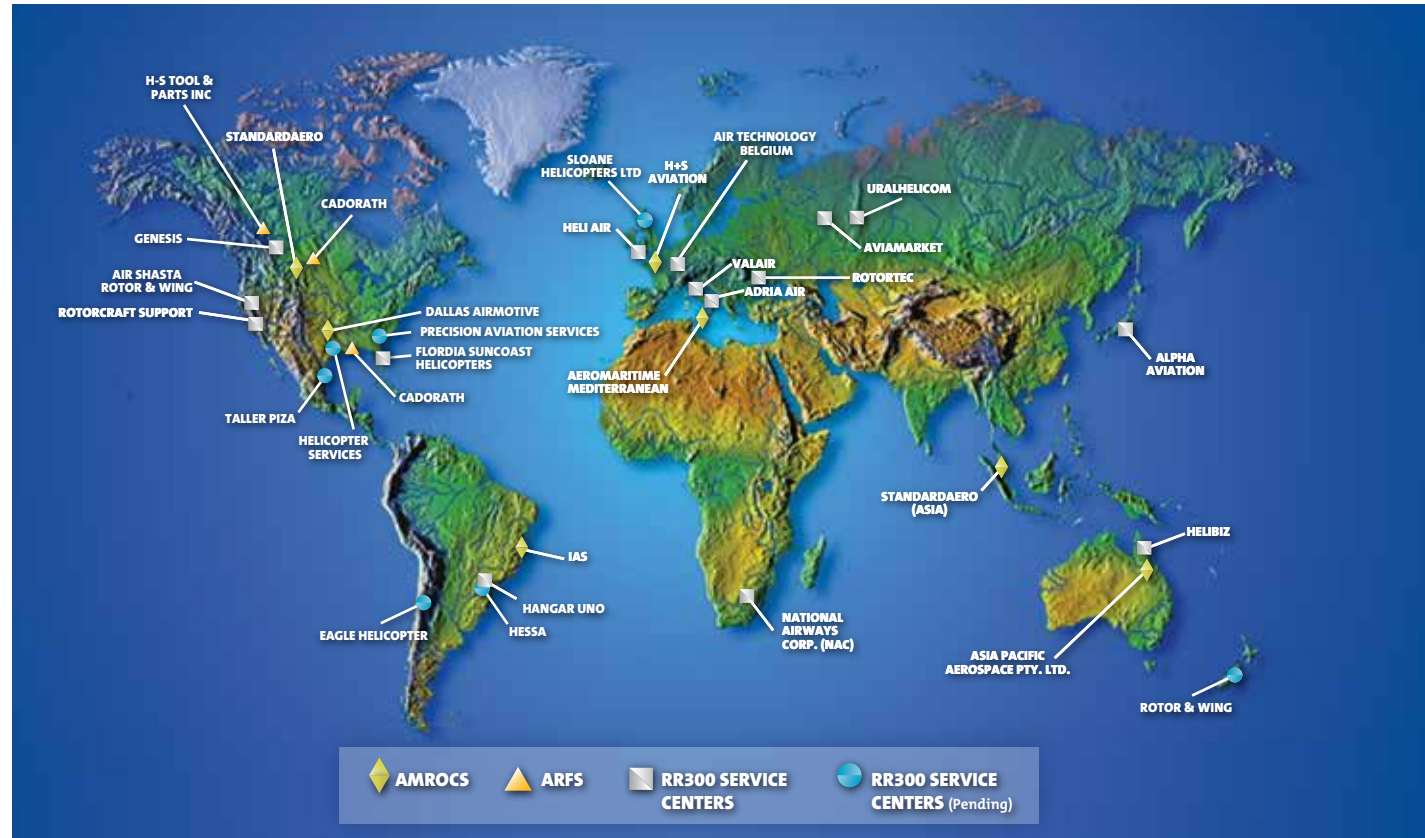 H-S TOOL &
PARTS INC
STANDARDAERO
CADORATH
GENESIS
AIR SHASTA
ROTOR & WING
ROTORCRAFT SUPPORT
DALLAS AIRMOTIVE
PRECISION AVIATION SERVICES
FLORDIA SUNCOAST
HELICOPTERS
CADORATH
TALLER PIZA
HELICOPTER
SERVICES
IAS
HANGAR UNO
HESSA
EAGLE HELICOPTER
SLOANE
HELICOPTERS LTD
H+S
AVIATION
AIR TECHNOLOGY
BELGIUM
HELI AIR
URALHELICOM
AVIAMARKET
VALAIR
ROTORTEC
ADRIA AIR
AEROMARITIME
MEDITERRANEAN
ALPHA
AVIATION
STANDARDAERO
(ASIA)
HELIBIZ
NATIONAL
AIRWAYS
CORP. (NAC)
ASIA PACIFIC
AEROSPACE PTY. LTD.
ROTOR & WING
AMROCS
ARFS
RR300 SERVICE
CENTERS
RR300 SERVICE
CENTERS (Pending)